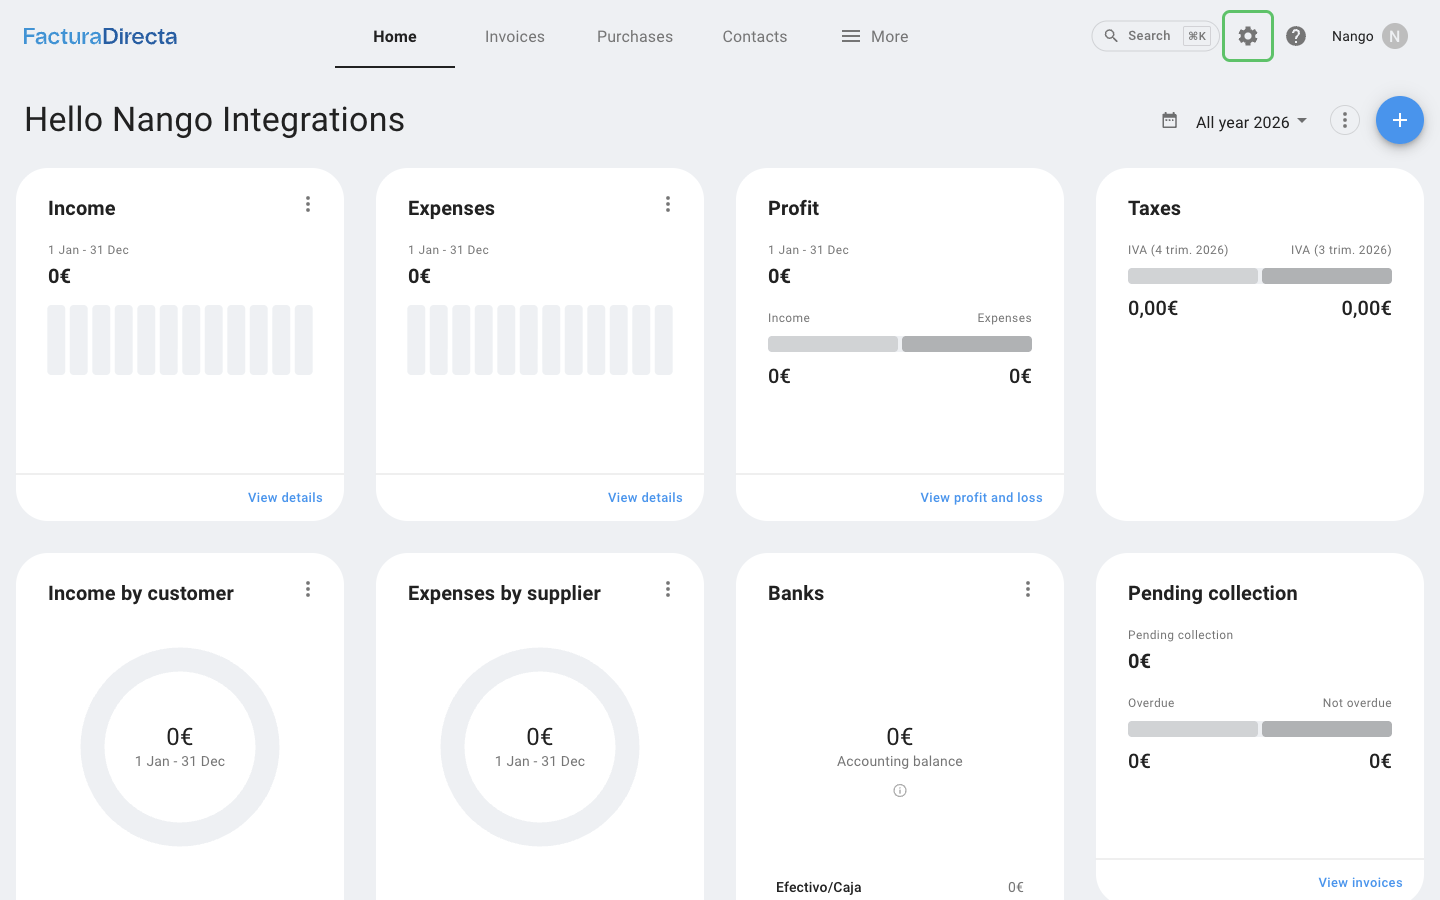 FacturaDirecta
Home
Invoices
Purchases
Contacts
More
Search
⌘K
Nango
N
Hello Nango Integrations
All year 2026
Income
1 Jan - 31 Dec
0€
View details
Expenses
1 Jan - 31 Dec
0€
View details
Profit
1 Jan - 31 Dec
0€
Income Expenses
0€ 0€
View profit and loss
Taxes
IVA (4 trim. 2026) IVA (3 trim. 2026)
0,00€ 0,00€
Income by customer
0€
1 Jan - 31 Dec
Expenses by supplier
0€
1 Jan - 31 Dec
Banks
0€
Accounting balance
Efectivo/Caja 0€
Pending collection
Pending collection
0€
Overdue Not overdue
0€ 0€
View invoices